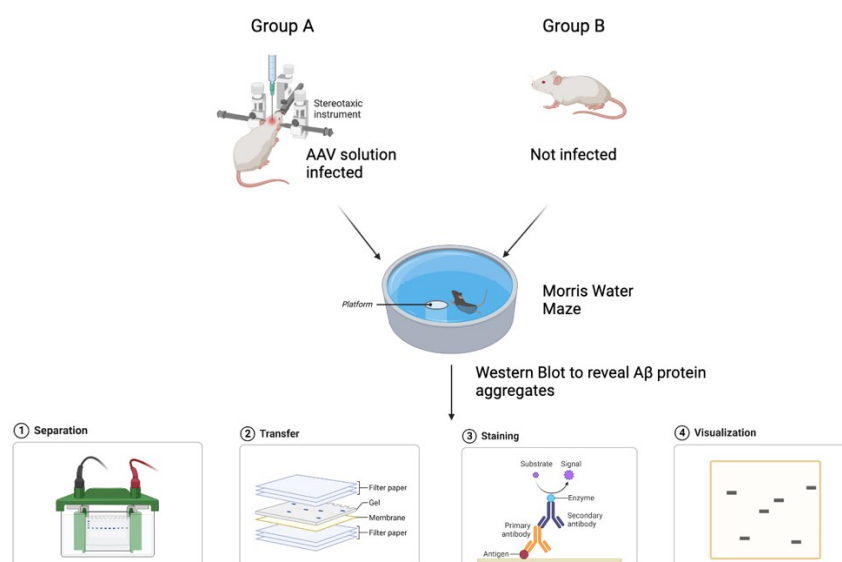 Group A
Group B
Stereotaxic
instrument
AAV solution
infected
Not infected
Platform
Morris Water
Maze
Western Blot to reveal Aβ protein
aggregates
1 Separation
2 Transfer
Filter paper
Gel
Membrane
Filter paper
3 Staining
Substrate
Signal
Enzyme
Secondary
antibody
Primary
antibody
Antigen
4 Visualization